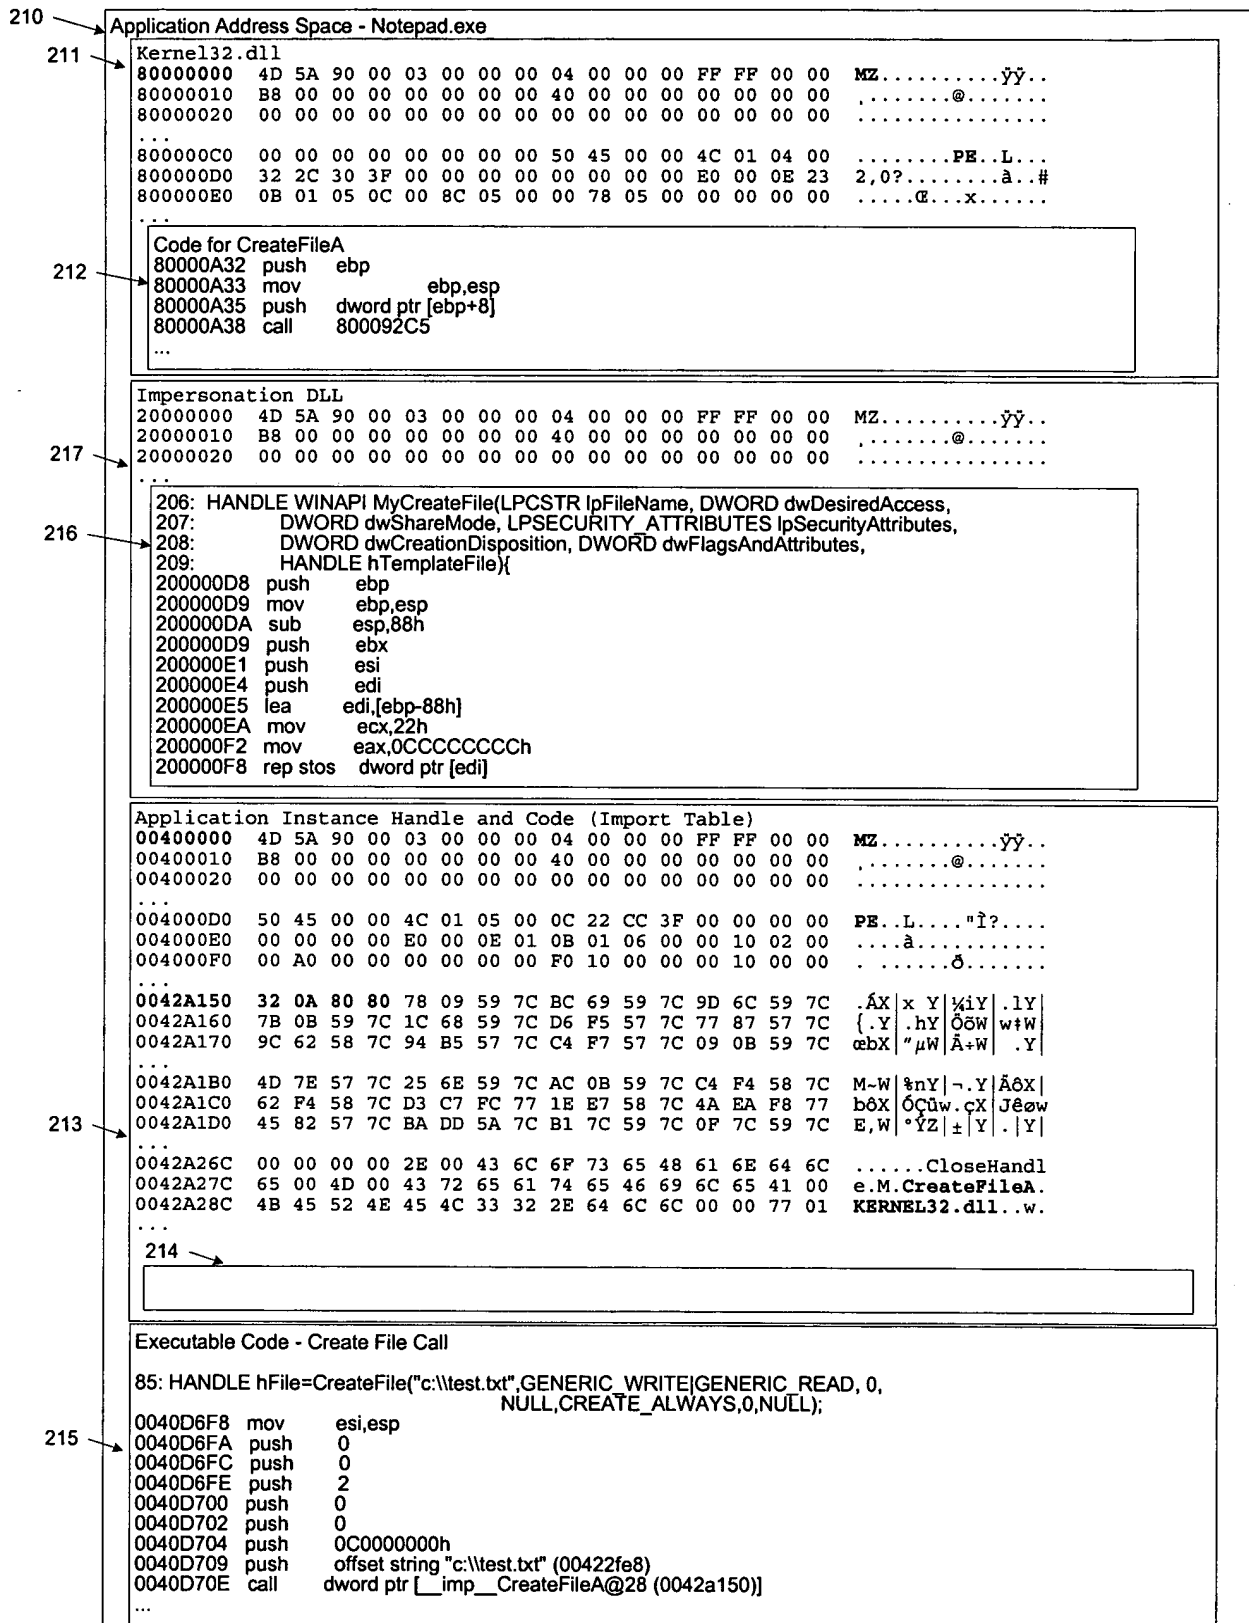 210
Application Address Space - Notepad.exe
211
Kernel32.dll
80000000 4D 5A 90 00 03 00 00 00 04 00 00 00 FF FF 00 00 MZ..........ÿÿ..
80000010 B8 00 00 00 00 00 00 00 40 00 00 00 00 00 00 00 ¸.......@.......
80000020 00 00 00 00 00 00 00 00 00 00 00 00 00 00 00 00 ................
...
800000C0 00 00 00 00 00 00 00 00 50 45 00 00 4C 01 04 00 ........PE..L...
800000D0 32 2C 30 3F 00 00 00 00 00 00 00 00 E0 00 0E 23 2,0?........à..#
800000E0 0B 01 05 0C 00 8C 05 00 00 78 05 00 00 00 00 00 .....Œ...x......
...
Code for CreateFileA
212
80000A32 push ebp
80000A33 mov ebp,esp
80000A35 push dword ptr [ebp+8]
80000A38 call 800092C5
...
Impersonation DLL
20000000 4D 5A 90 00 03 00 00 00 04 00 00 00 FF FF 00 00 MZ..........ÿÿ..
20000010 B8 00 00 00 00 00 00 00 40 00 00 00 00 00 00 00 ¸.......@.......
217
20000020 00 00 00 00 00 00 00 00 00 00 00 00 00 00 00 00 ................
...
206: HANDLE WINAPI MyCreateFile(LPCSTR lpFileName, DWORD dwDesiredAccess,
207: DWORD dwShareMode, LPSECURITY_ATTRIBUTES lpSecurityAttributes,
216
208: DWORD dwCreationDisposition, DWORD dwFlagsAndAttributes,
209: HANDLE hTemplateFile){
200000D8 push ebp
200000D9 mov ebp,esp
200000DA sub esp,88h
200000D9 push ebx
200000E1 push esi
200000E4 push edi
200000E5 lea edi,[ebp-88h]
200000EA mov ecx,22h
200000F2 mov eax,0CCCCCCCCh
200000F8 rep stos dword ptr [edi]
Application Instance Handle and Code (Import Table)
00400000 4D 5A 90 00 03 00 00 00 04 00 00 00 FF FF 00 00 MZ..........ÿÿ..
00400010 B8 00 00 00 00 00 00 00 40 00 00 00 00 00 00 00 ¸.......@.......
00400020 00 00 00 00 00 00 00 00 00 00 00 00 00 00 00 00 ................
...
004000D0 50 45 00 00 4C 01 05 00 0C 22 CC 3F 00 00 00 00 PE..L...."Ì?....
004000E0 00 00 00 00 E0 00 0E 01 0B 01 06 00 00 10 02 00 ....à...........
004000F0 00 A0 00 00 00 00 00 00 F0 10 00 00 00 10 00 00 . ......ð.......
...
0042A150 32 0A 80 80 78 09 59 7C BC 69 59 7C 9D 6C 59 7C .ÁX|x Y|¼iY|.lY|
0042A160 7B 0B 59 7C 1C 68 59 7C D6 F5 57 7C 77 87 57 7C {.Y|.hY|ÖõW|w‡W|
0042A170 9C 62 58 7C 94 B5 57 7C C4 F7 57 7C 09 0B 59 7C œbX|"µW|Ä÷W| .Y|
...
0042A1B0 4D 7E 57 7C 25 6E 59 7C AC 0B 59 7C C4 F4 58 7C M~W|%nY|¬.Y|ÄôX|
0042A1C0 62 F4 58 7C D3 C7 FC 77 1E E7 58 7C 4A EA F8 77 bôX|ÓÇûw.çX|Jêøw
213
0042A1D0 45 82 57 7C BA DD 5A 7C B1 7C 59 7C 0F 7C 59 7C E,W|°ÝZ|±|Y|.|Y|
...
0042A26C 00 00 00 00 2E 00 43 6C 6F 73 65 48 61 6E 64 6C ......CloseHandl
0042A27C 65 00 4D 00 43 72 65 61 74 65 46 69 6C 65 41 00 e.M.CreateFileA.
0042A28C 4B 45 52 4E 45 4C 33 32 2E 64 6C 6C 00 00 77 01 KERNEL32.dll..w.
...
214
Executable Code - Create File Call
85: HANDLE hFile=CreateFile("c:\\test.txt",GENERIC_WRITE|GENERIC_READ, 0,
NULL,CREATE_ALWAYS,0,NULL);
0040D6F8 mov esi,esp
215
0040D6FA push 0
0040D6FC push 0
0040D6FE push 2
0040D700 push 0
0040D702 push 0
0040D704 push 0C0000000h
0040D709 push offset string "c:\\test.txt" (00422fe8)
0040D70E call dword ptr [__imp__CreateFileA@28 (0042a150)]
...